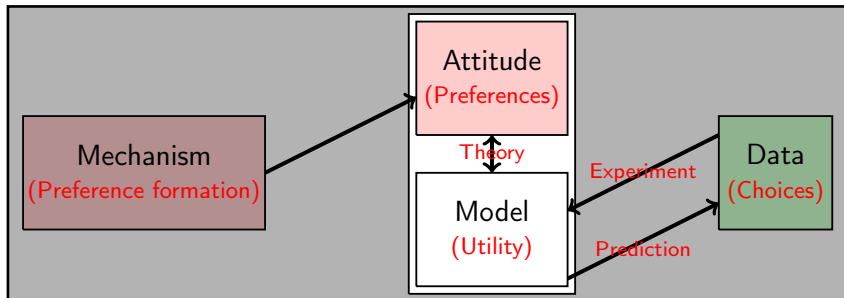 Attitude
(Preferences)
Mechanism
(Preference formation)
Theory
Data
(Choices)
Experiment
Model
(Utility)
Prediction